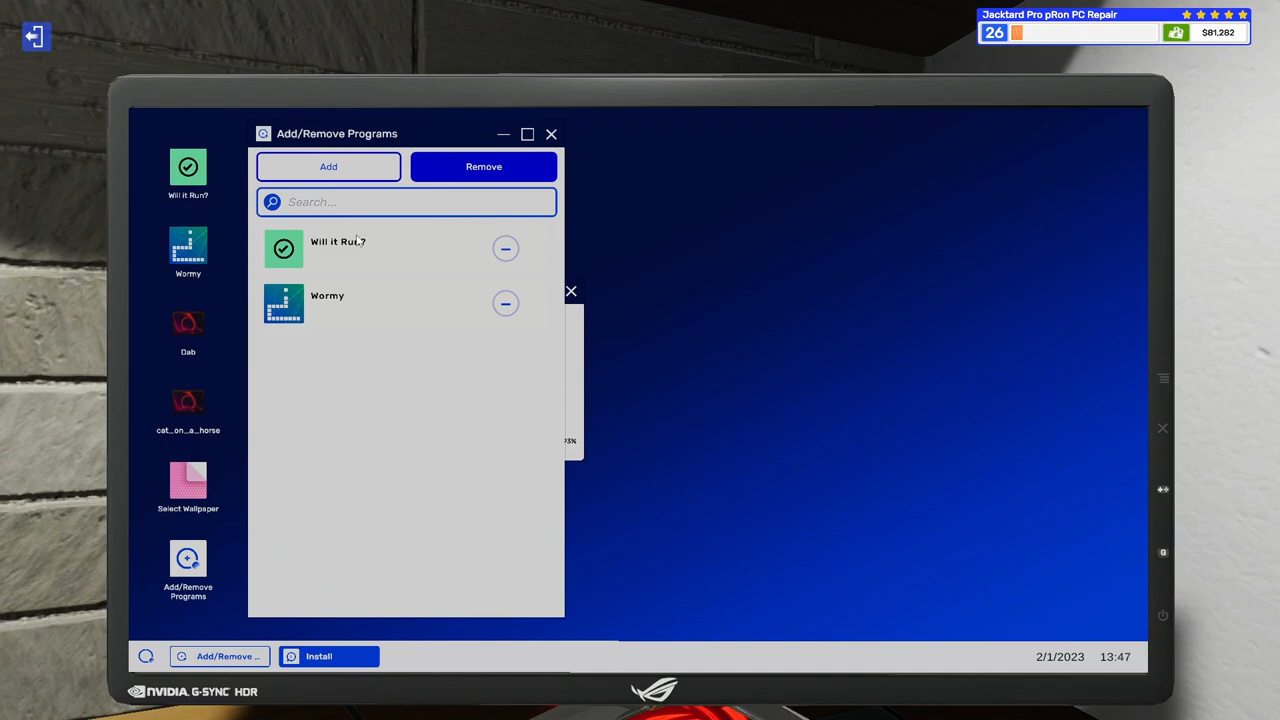 Jacktard Pro pRon PC Repair
26
$81,282
Add/Remove Programs
Add
Remove
Search...
Will it Run?
Wormy
Will it Run?
Wormy
Dab
cat_on_a_horse
Select Wallpaper
Add/Remove
Programs
93%
Add/Remove ...
Install
2/1/2023 13:47
NVIDIA G-SYNC HDR
G